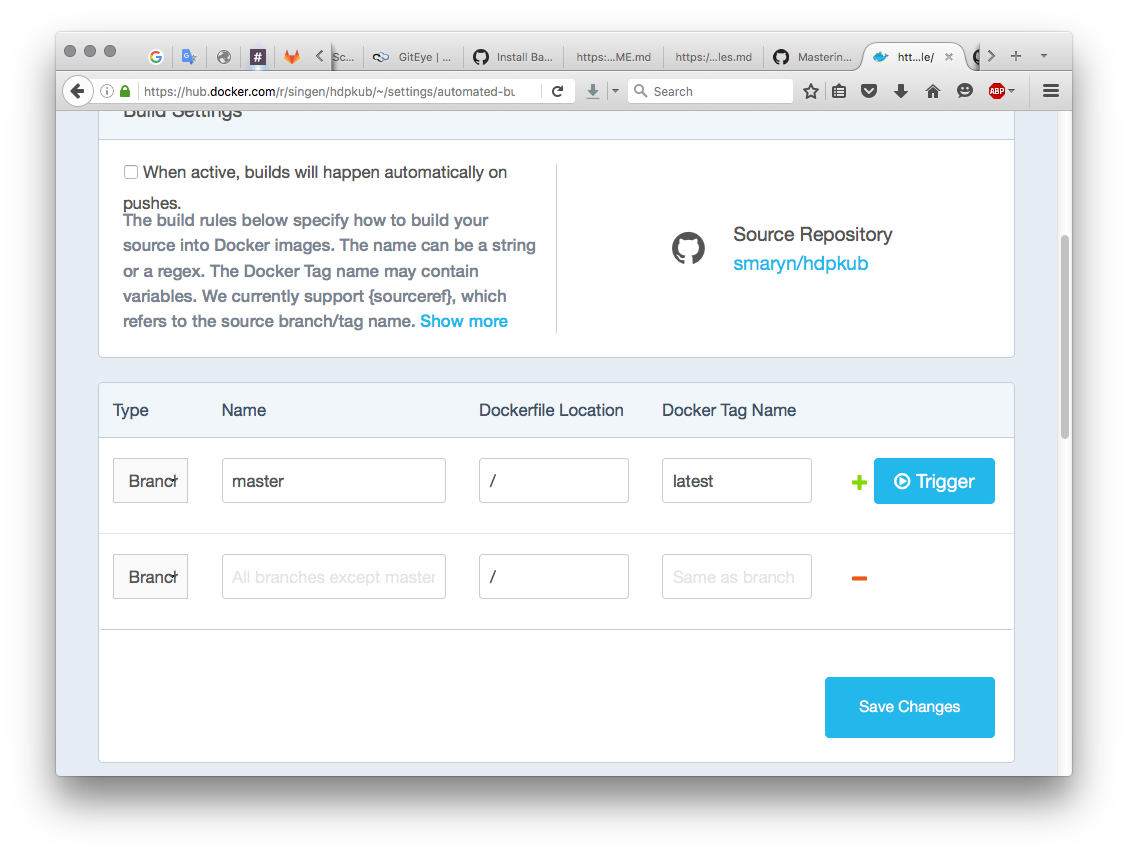 Sc...
GitEye | ...
Install Ba...
https:...ME.md
https:/...les.md
Masterin...
htt...le/
https://hub.docker.com/r/singen/hdpkub/~/settings/automated-bu
Search
ABP
Build Settings
When active, builds will happen automatically on
pushes.
The build rules below specify how to build your
source into Docker images. The name can be a string
or a regex. The Docker Tag name may contain
variables. We currently support {sourceref}, which
refers to the source branch/tag name. Show more
Source Repository
smaryn/hdpkub
Type Name Dockerfile Location Docker Tag Name
Branch master / latest Trigger
Branch All branches except master / Same as branch
Save Changes